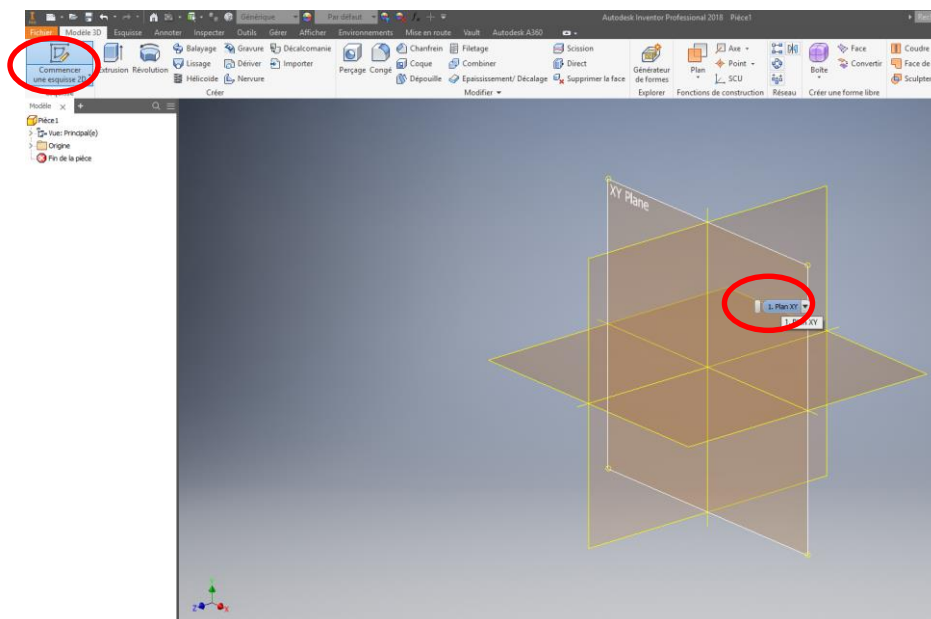 Générique Par défaut Autodesk Inventor Professional 2018 Pièce1
Fichier Modèle 3D Esquisse Annoter Inspecter Outils Gérer Afficher Environnements Mise en route Vault Autodesk A360
Commencer une esquisse 2D
Extrusion Révolution
Balayage Gravure Décalcomanie
Lissage Dériver Importer
Hélicoïde Nervure
Créer
Perçage Congé
Chanfrein Filetage Scission
Coque Combiner Direct
Dépouille Epaississement/ Décalage Supprimer la face
Modifier
Générateur de formes
Explorer
Plan
Axe
Point
SCU
Fonctions de construction
Réseau
Boîte
Face
Convertir
Créer une forme libre
Coudre
Face de
Sculpter
Modèle
Pièce1
Vue: Principal(e)
Origine
Fin de la pièce
XY Plane
1. Plan XY
Y
Z X